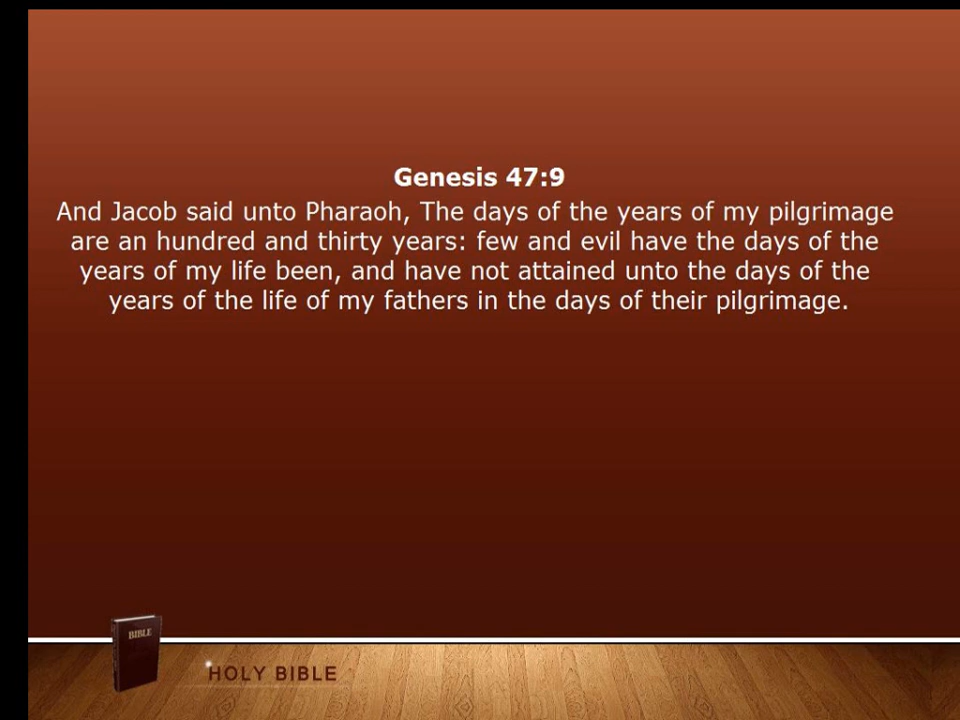 Genesis 47:9
And Jacob said unto Pharaoh, The days of the years of my pilgrimage
are an hundred and thirty years: few and evil have the days of the
years of my life been, and have not attained unto the days of the
years of the life of my fathers in the days of their pilgrimage.
BIBLE
HOLY BIBLE